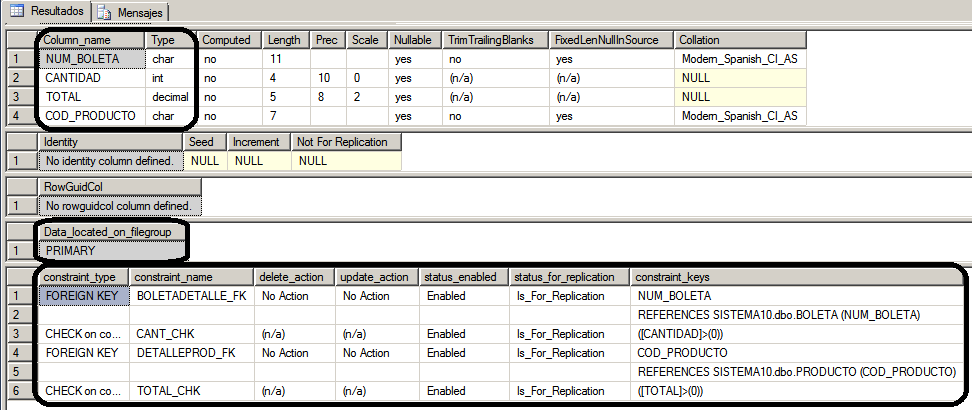 Resultados Mensajes
Column_name Type Computed Length Prec Scale Nullable TrimTrailingBlanks FixedLenNullInSource Collation
1 NUM_BOLETA char no 11 yes no yes Modern_Spanish_CI_AS
2 CANTIDAD int no 4 10 0 yes (n/a) (n/a) NULL
3 TOTAL decimal no 5 8 2 yes (n/a) (n/a) NULL
4 COD_PRODUCTO char no 7 yes no yes Modern_Spanish_CI_AS
Identity Seed Increment Not For Replication
1 No identity column defined. NULL NULL NULL
RowGuidCol
1 No rowguidcol column defined.
Data_located_on_filegroup
1 PRIMARY
constraint_type constraint_name delete_action update_action status_enabled status_for_replication constraint_keys
1 FOREIGN KEY BOLETADETALLE_FK No Action No Action Enabled Is_For_Replication NUM_BOLETA
2 REFERENCES SISTEMA10.dbo.BOLETA (NUM_BOLETA)
3 CHECK on co... CANT_CHK (n/a) (n/a) Enabled Is_For_Replication ([CANTIDAD]>(0))
4 FOREIGN KEY DETALLEPROD_FK No Action No Action Enabled Is_For_Replication COD_PRODUCTO
5 REFERENCES SISTEMA10.dbo.PRODUCTO (COD_PRODUCTO)
6 CHECK on co... TOTAL_CHK (n/a) (n/a) Enabled Is_For_Replication ([TOTAL]>(0))